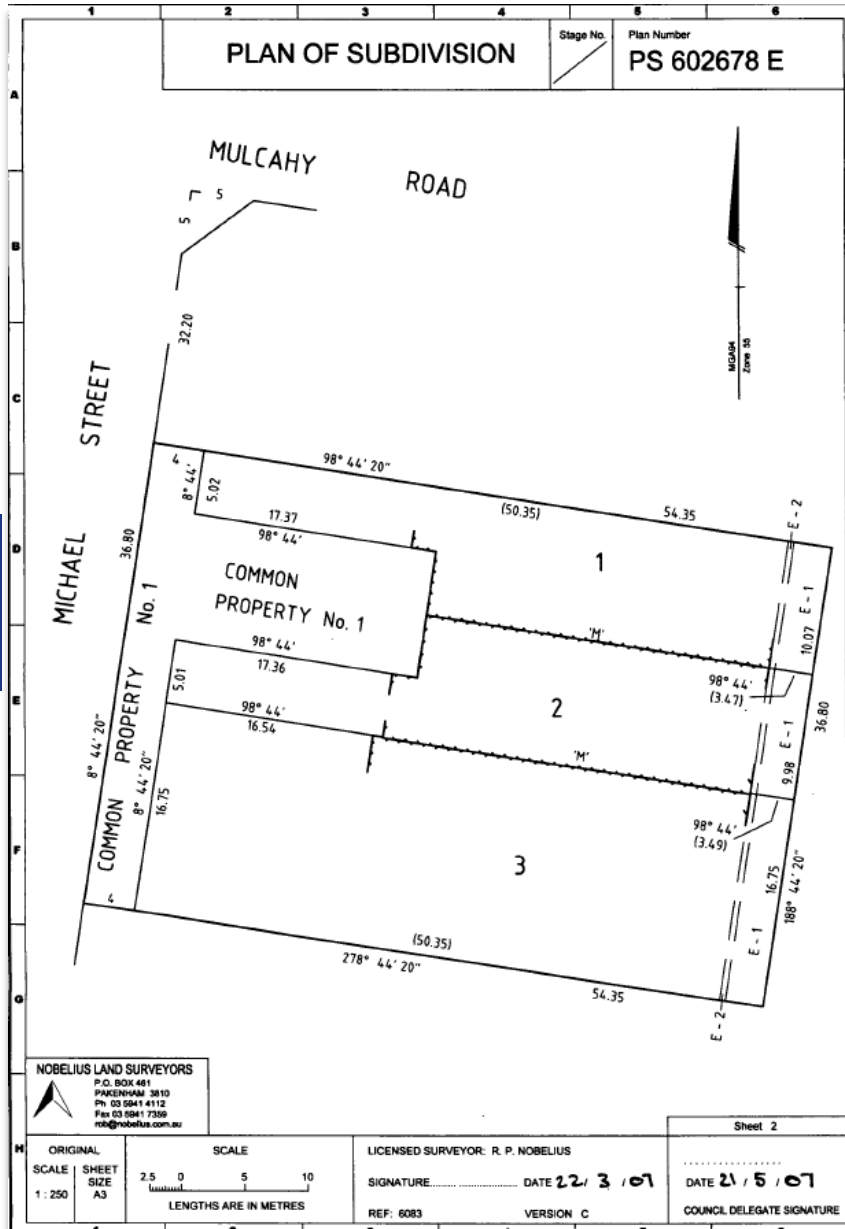 1 2 3 4 5 6
PLAN OF SUBDIVISION
Stage No.
Plan Number
PS 602678 E
A
B
C
D
E
F
G
H
MULCAHY ROAD
5
5
32.20
MGA94
Zone 55
MICHAEL STREET
98° 44' 20"
4
8° 44'
5.02
(50.35)
54.35
E - 2
17.37
98° 44'
36.80
1
COMMON
PROPERTY No. 1
E - 1
10.07
'M'
COMMON PROPERTY No. 1
98° 44'
17.36
5.01
98° 44'
(3.47)
36.80
2
98° 44'
16.54
E - 1
9.98
'M'
8° 44' 20"
8° 44' 20"
16.75
98° 44'
(3.49)
3
16.75
188° 44' 20"
4
E - 1
(50.35)
278° 44' 20"
54.35
E - 2
NOBELIUS LAND SURVEYORS
P.O. BOX 461
PAKENHAM 3810
Ph 03 5941 4112
Fax 03 5941 7359
rob@nobelius.com.au
Sheet 2
ORIGINAL
SCALE
SHEET SIZE
1 : 250
A3
SCALE
2.5 0 5 10
LENGTHS ARE IN METRES
LICENSED SURVEYOR: R. P. NOBELIUS
SIGNATURE.................... DATE 22/ 3 /07
REF: 6083 VERSION C
DATE 21 / 5 / 07
COUNCIL DELEGATE SIGNATURE